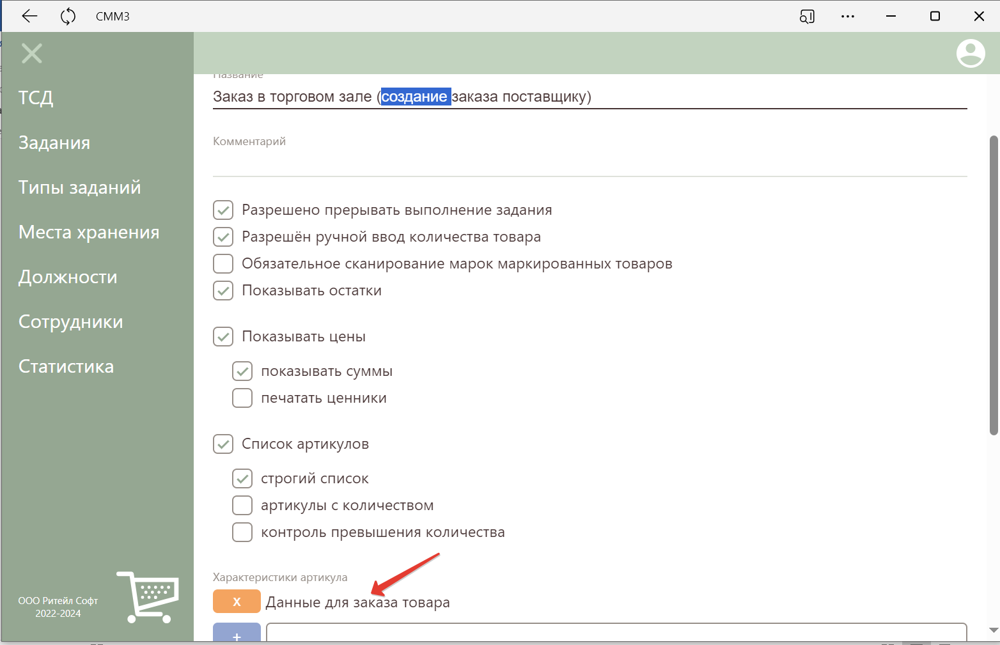 СММ3
ТСД
Задания
Типы заданий
Места хранения
Должности
Сотрудники
Статистика
ООО Ритейл Софт
2022-2024
Название
Заказ в торговом зале (создание заказа поставщику)
Комментарий
Разрешено прерывать выполнение задания
Разрешён ручной ввод количества товара
Обязательное сканирование марок маркированных товаров
Показывать остатки
Показывать цены
показывать суммы
печатать ценники
Список артикулов
строгий список
артикулы с количеством
контроль превышения количества
Характеристики артикула
X Данные для заказа товара
+